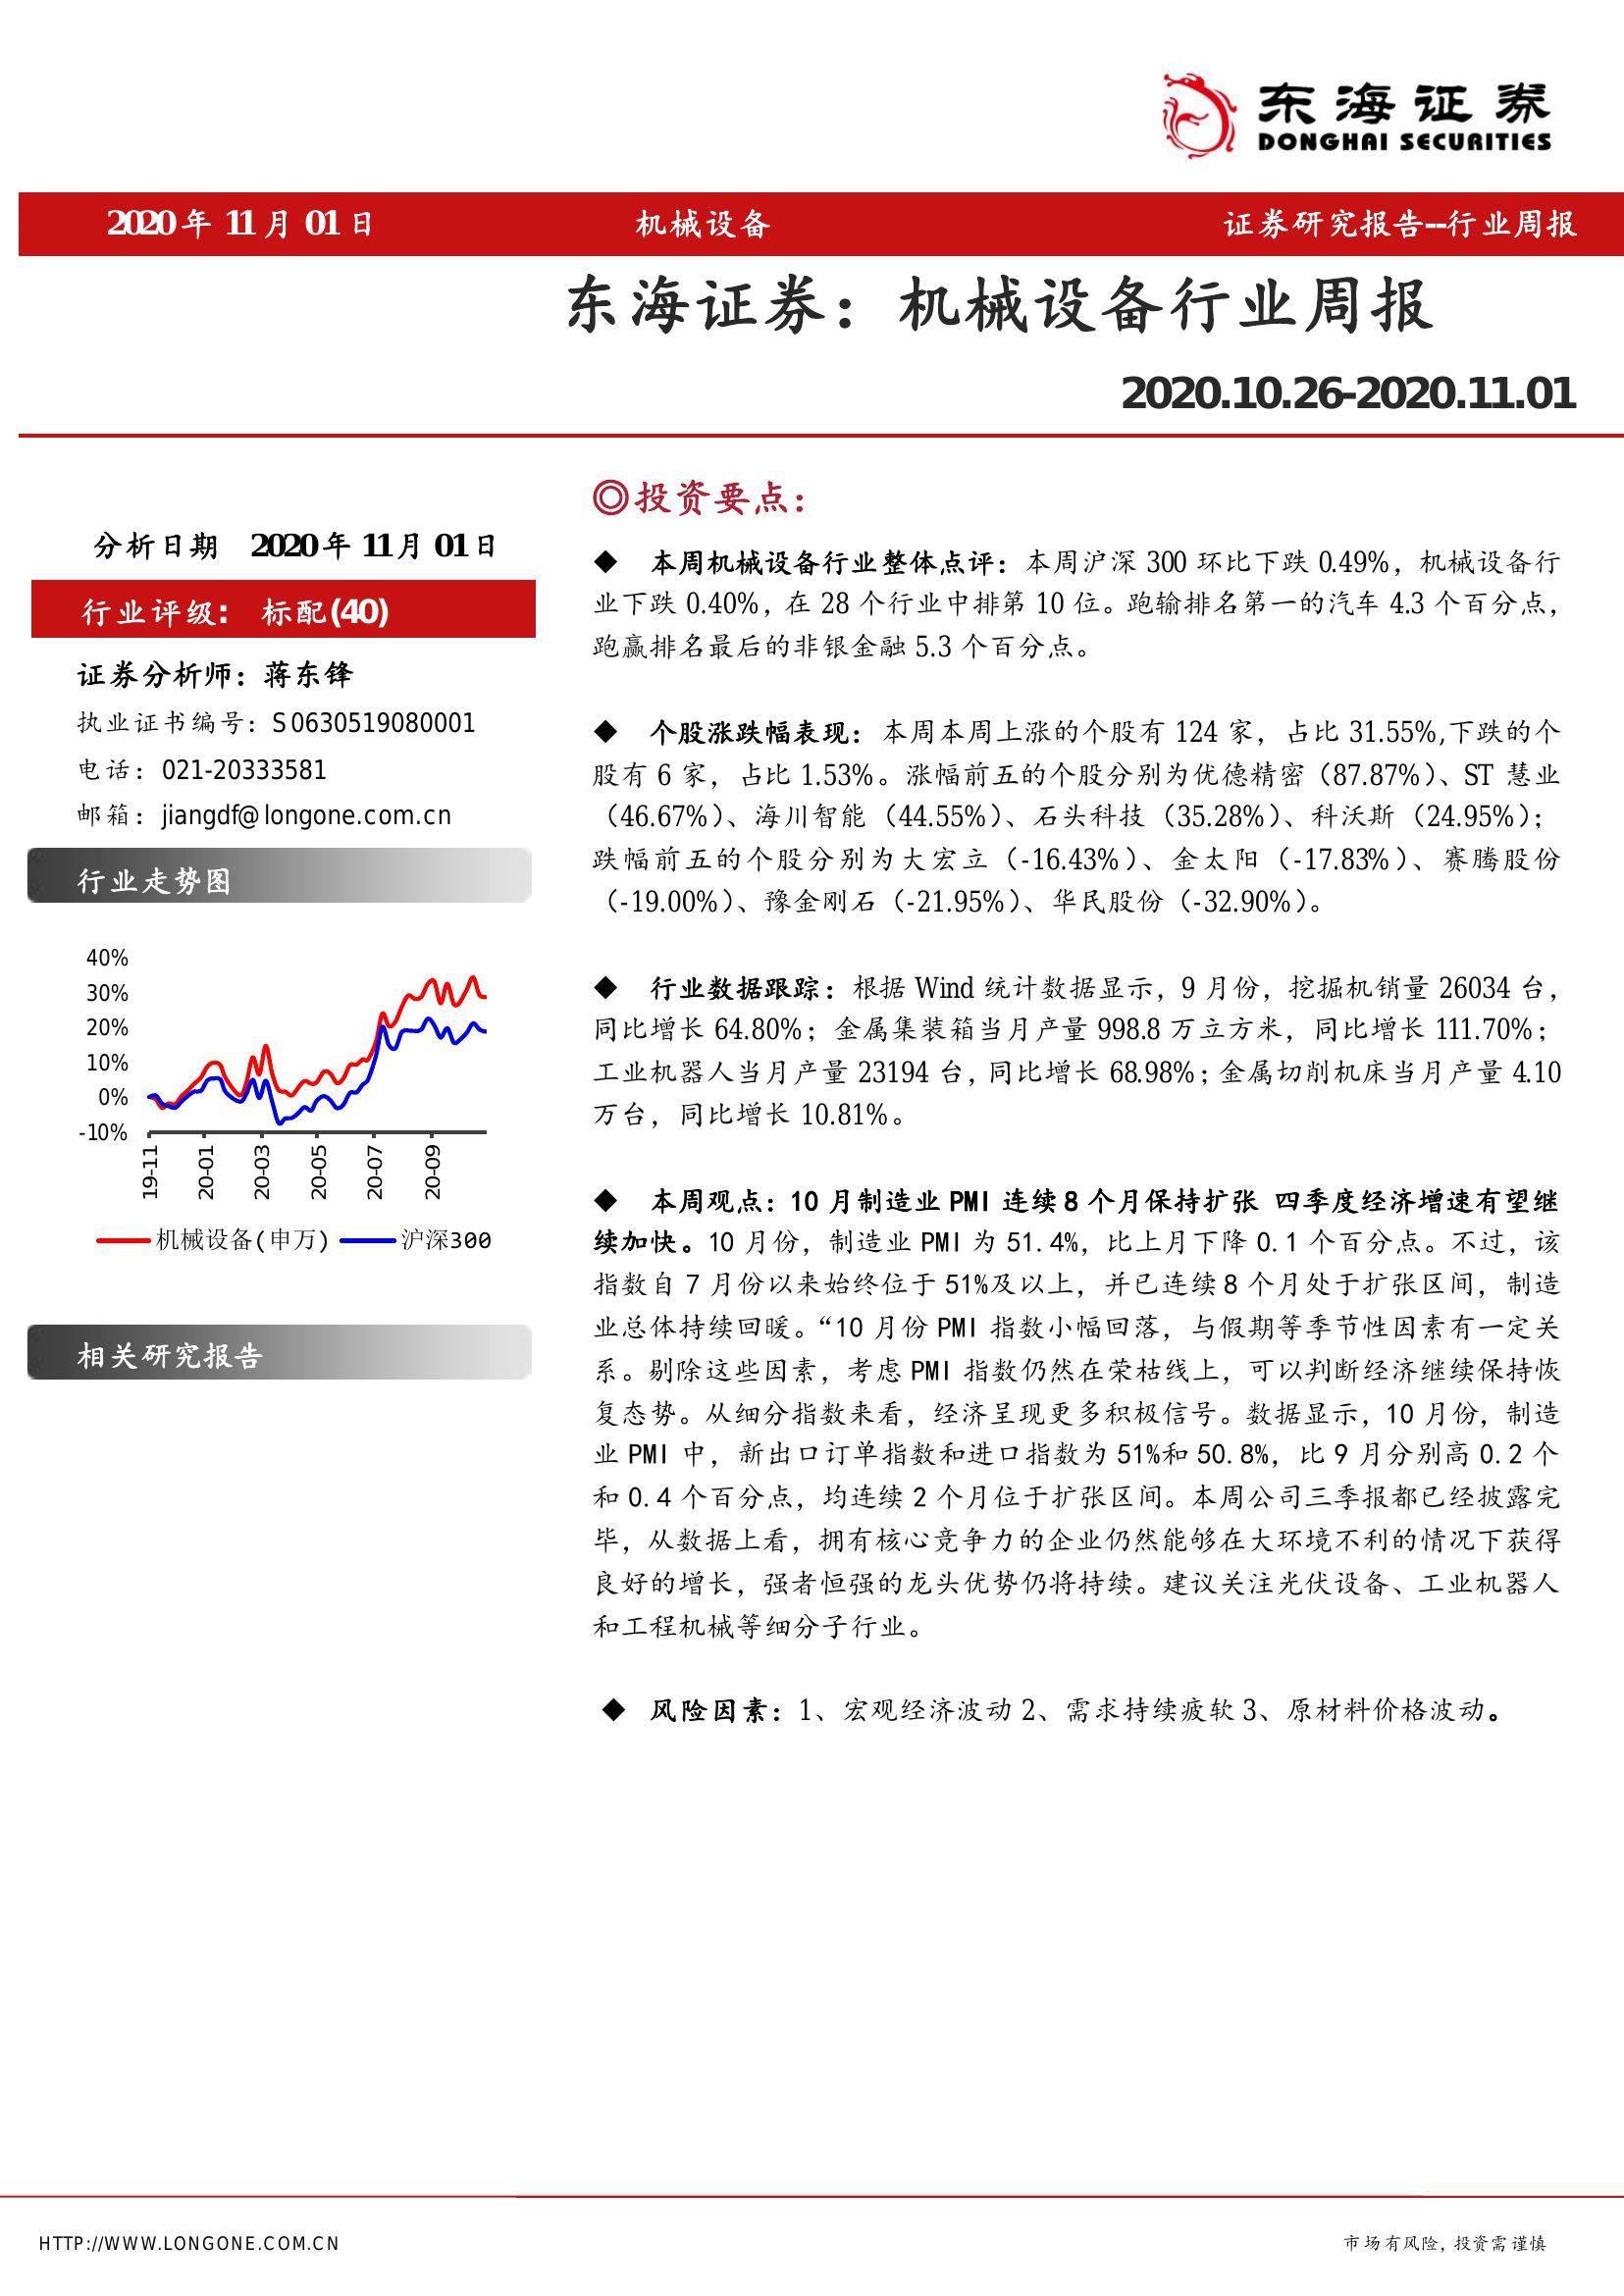 东海证券
DONGHAI SECURITIES
2020年11月01日 机械设备 证券研究报告--行业周报
东海证券：机械设备行业周报
2020.10.26-2020.11.01
分析日期 2020年11月01日
行业评级： 标配(40)
证券分析师：蒋东锋
执业证书编号：S0630519080001
电话：021-20333581
邮箱：jiangdf@longone.com.cn
行业走势图
40%
30%
20%
10%
0%
-10%
19-11 20-01 20-03 20-05 20-07 20-09
机械设备(申万) 沪深300
相关研究报告
◎投资要点：
◆ 本周机械设备行业整体点评：本周沪深 300 环比下跌 0.49%，机械设备行
业下跌 0.40%，在 28 个行业中排第 10 位。跑输排名第一的汽车 4.3 个百分点，
跑赢排名最后的非银金融 5.3 个百分点。
◆ 个股涨跌幅表现：本周本周上涨的个股有 124 家，占比 31.55%,下跌的个
股有 6 家，占比 1.53%。涨幅前五的个股分别为优德精密（87.87%）、ST 慧业
（46.67%）、海川智能（44.55%）、石头科技（35.28%）、科沃斯（24.95%）；
跌幅前五的个股分别为大宏立（-16.43%）、金太阳（-17.83%）、赛腾股份
（-19.00%）、豫金刚石（-21.95%）、华民股份（-32.90%）。
◆ 行业数据跟踪：根据 Wind 统计数据显示，9 月份，挖掘机销量 26034 台，
同比增长 64.80%；金属集装箱当月产量 998.8 万立方米，同比增长 111.70%；
工业机器人当月产量 23194 台，同比增长 68.98%；金属切削机床当月产量 4.10
万台，同比增长 10.81%。
◆ 本周观点：10 月制造业 PMI 连续 8 个月保持扩张 四季度经济增速有望继
续加快。10 月份，制造业 PMI 为 51.4%，比上月下降 0.1 个百分点。不过，该
指数自 7 月份以来始终位于 51%及以上，并已连续 8 个月处于扩张区间，制造
业总体持续回暖。“10 月份 PMI 指数小幅回落，与假期等季节性因素有一定关
系。剔除这些因素，考虑 PMI 指数仍然在荣枯线上，可以判断经济继续保持恢
复态势。从细分指数来看，经济呈现更多积极信号。数据显示，10 月份，制造
业 PMI 中，新出口订单指数和进口指数为 51%和 50.8%，比 9 月分别高 0.2 个
和 0.4 个百分点，均连续 2 个月位于扩张区间。本周公司三季报都已经披露完
毕，从数据上看，拥有核心竞争力的企业仍然能够在大环境不利的情况下获得
良好的增长，强者恒强的龙头优势仍将持续。建议关注光伏设备、工业机器人
和工程机械等细分子行业。
◆ 风险因素：1、宏观经济波动 2、需求持续疲软 3、原材料价格波动。
HTTP://WWW.LONGONE.COM.CN 市场有风险，投资需谨慎